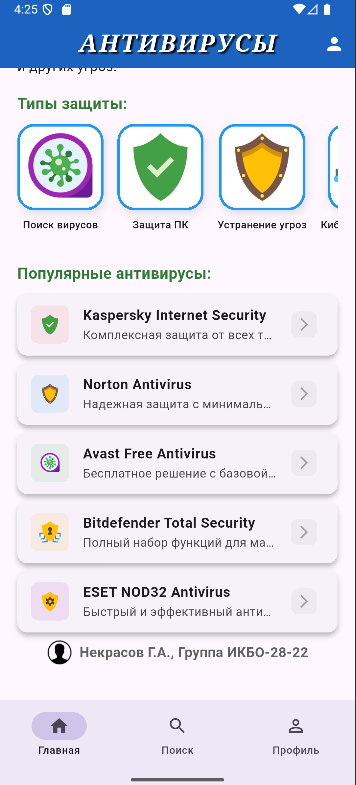 4:25
АНТИВИРУСЫ
и других угроз.
Типы защиты:
Поиск вирусов
Защита ПК
Устранение угроз
Киб
Популярные антивирусы:
Kaspersky Internet Security
Комплексная защита от всех т...
Norton Antivirus
Надежная защита с минималь...
Avast Free Antivirus
Бесплатное решение с базовой...
Bitdefender Total Security
Полный набор функций для ма...
ESET NOD32 Antivirus
Быстрый и эффективный анти...
Некрасов Г.А., Группа ИКБО-28-22
Главная
Поиск
Профиль